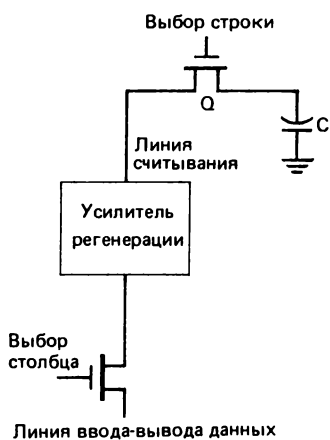 Выбор строки
Q
C
Линия
считывания
Усилитель
регенерации
Выбор
столбца
Линия ввода-вывода данных